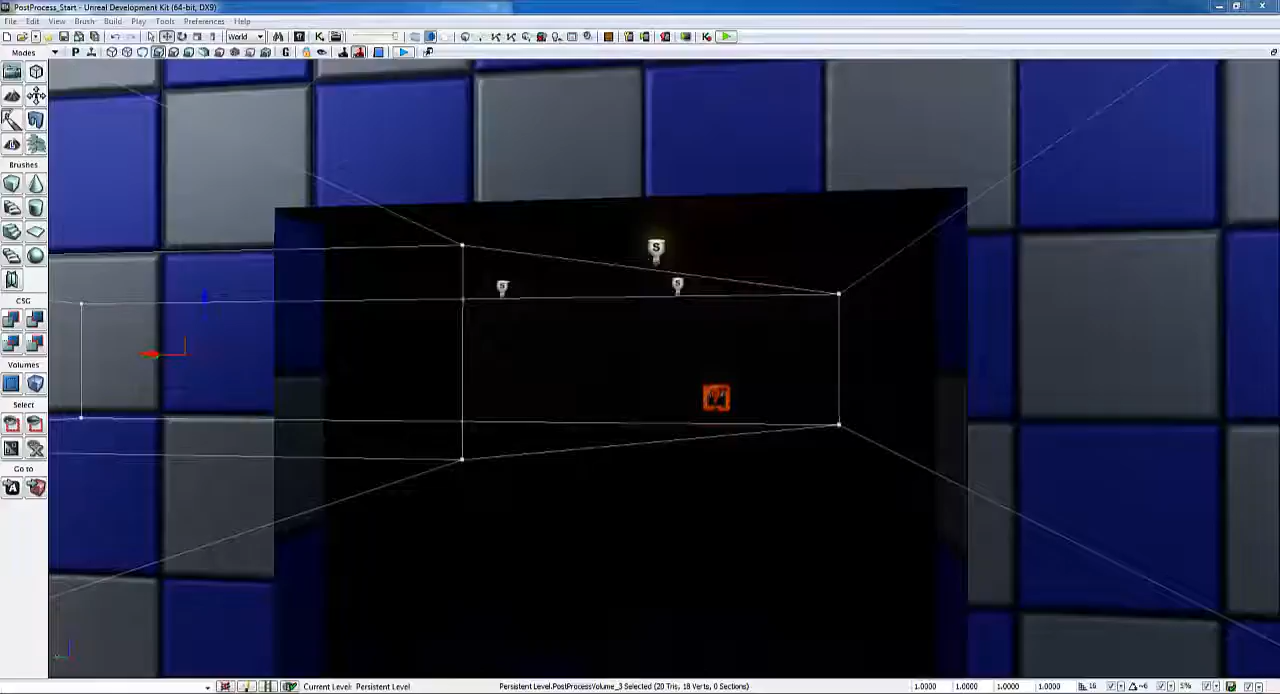 PostProcess_Start - Unreal Development Kit (64-bit, DX9)
File Edit View Brush Build Play Tools Preferences Help
World
Modes
P
G
Brushes
CSG
Volumes
Select
Go to
S
S
S
Current Level: Persistent Level
Persistent Level.PostProcessVolume_3 Selected (20 Tris, 18 Verts, 0 Sections)
1.0000 1.0000 1.0000 1.0000 16 5%